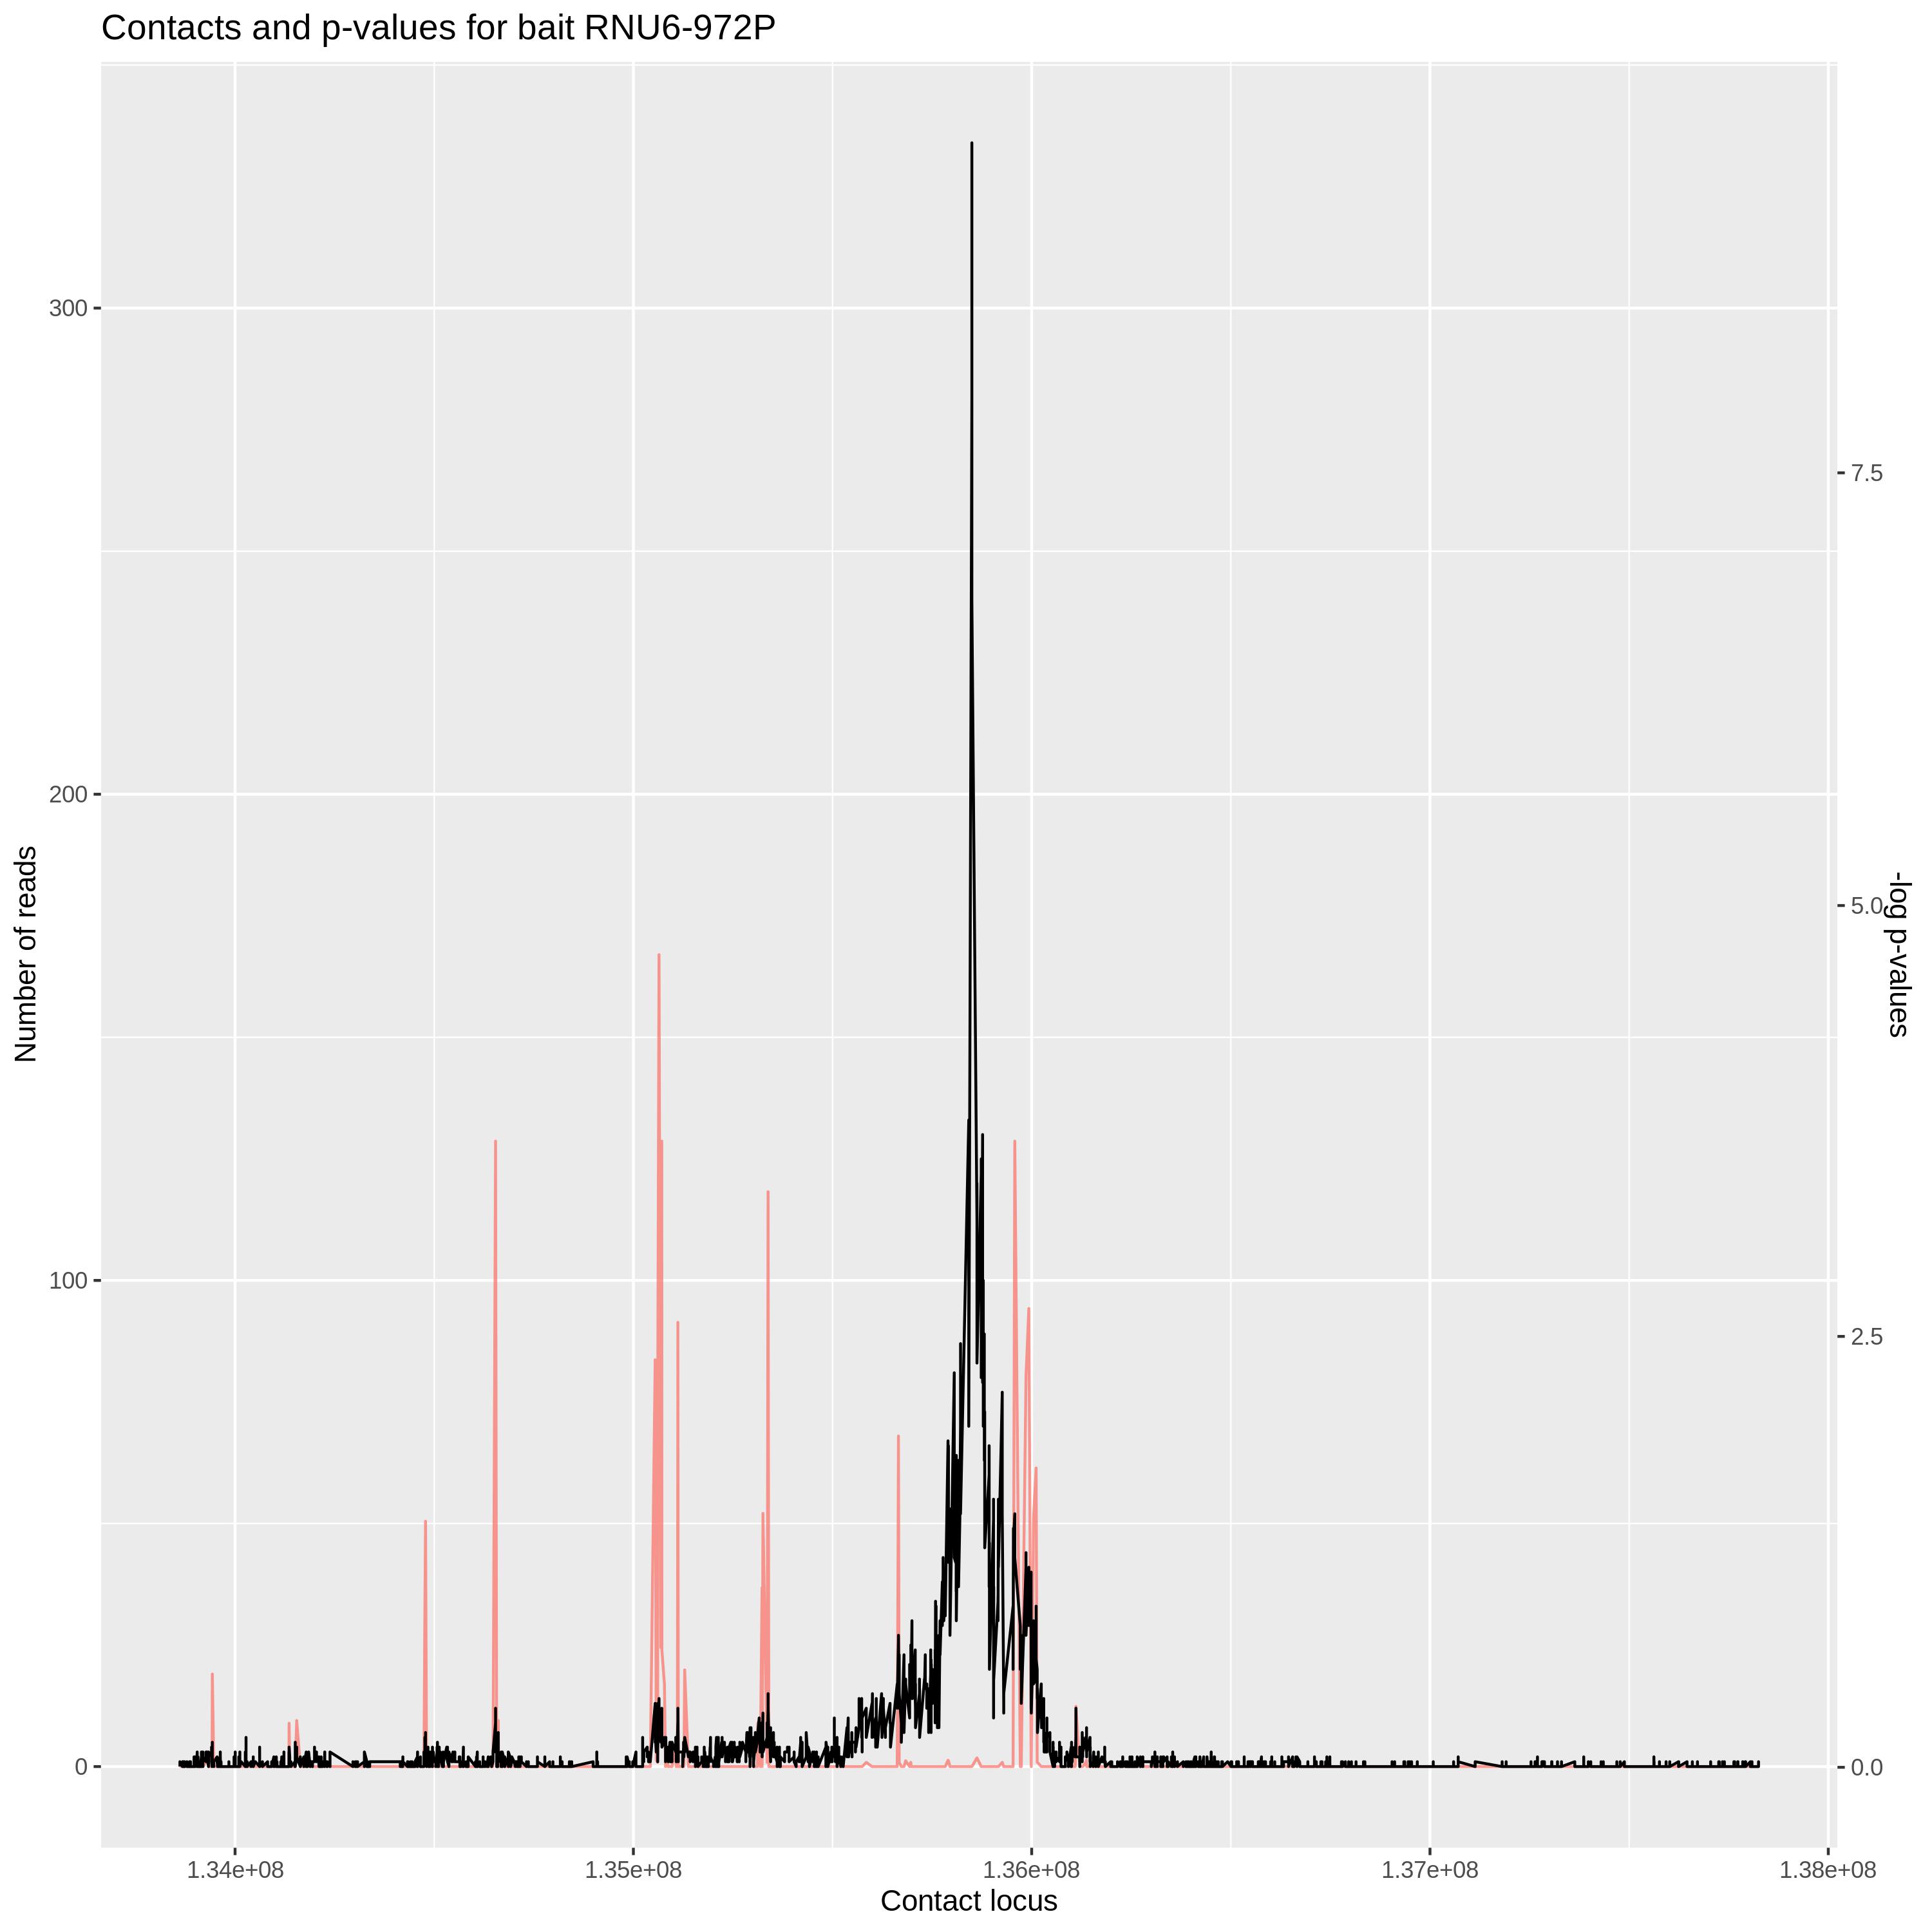 Contacts and p-values for bait RNU6-972P
Number of reads
300
200
100
0
7.5
5.0
2.5
0.0
-log p-values
1.34e+08
1.35e+08
1.36e+08
1.37e+08
1.38e+08
Contact locus